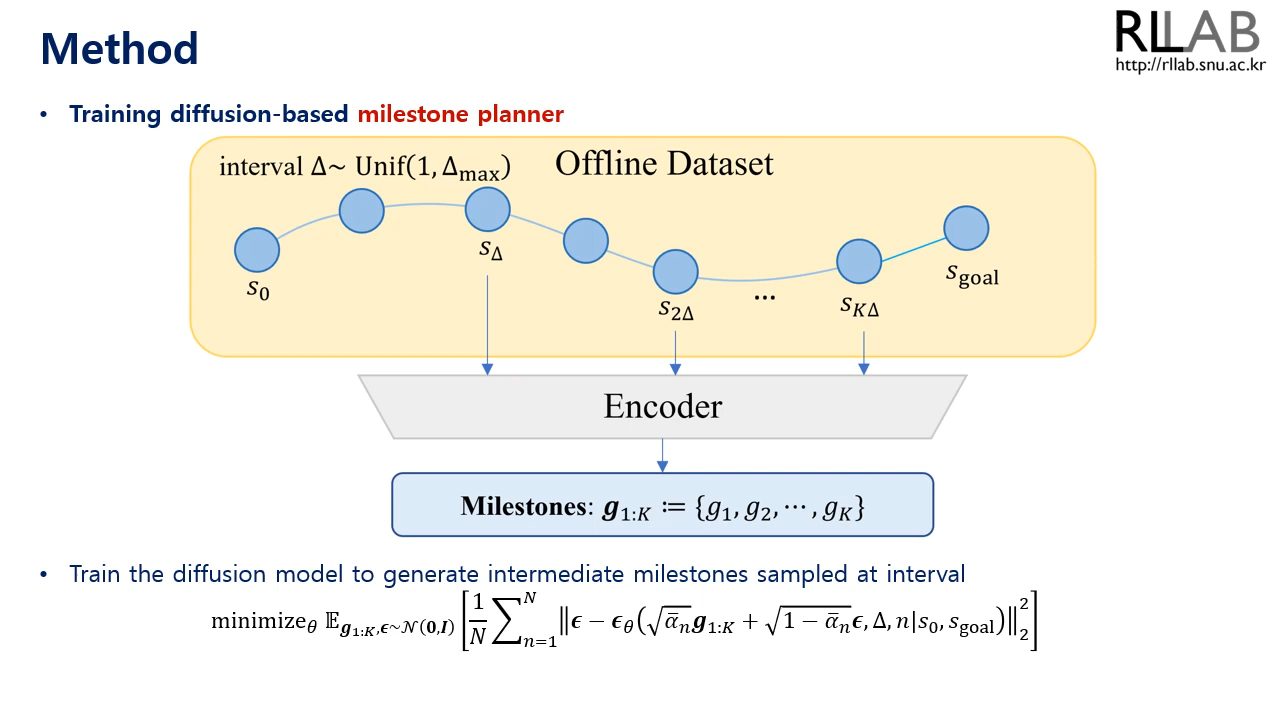 Method
RLLAB
http://rllab.snu.ac.kr
• Training diffusion-based milestone planner
interval Δ~ Unif(1, Δ_max)
Offline Dataset
s_0
s_Δ
s_2Δ
...
s_KΔ
s_goal
Encoder
Milestones: g_{1:K} ≔ {g_1, g_2, ⋯ , g_K}
• Train the diffusion model to generate intermediate milestones sampled at interval
minimize_θ 𝔼_{g_{1:K}, ϵ~𝒩(0,I)} [ 1/N ∑_{n=1}^{N} ‖ϵ − ϵ_θ(√ᾱ_n g_{1:K} + √(1 − ᾱ_n) ϵ, Δ, n|s_0, s_goal)‖_2^2 ]